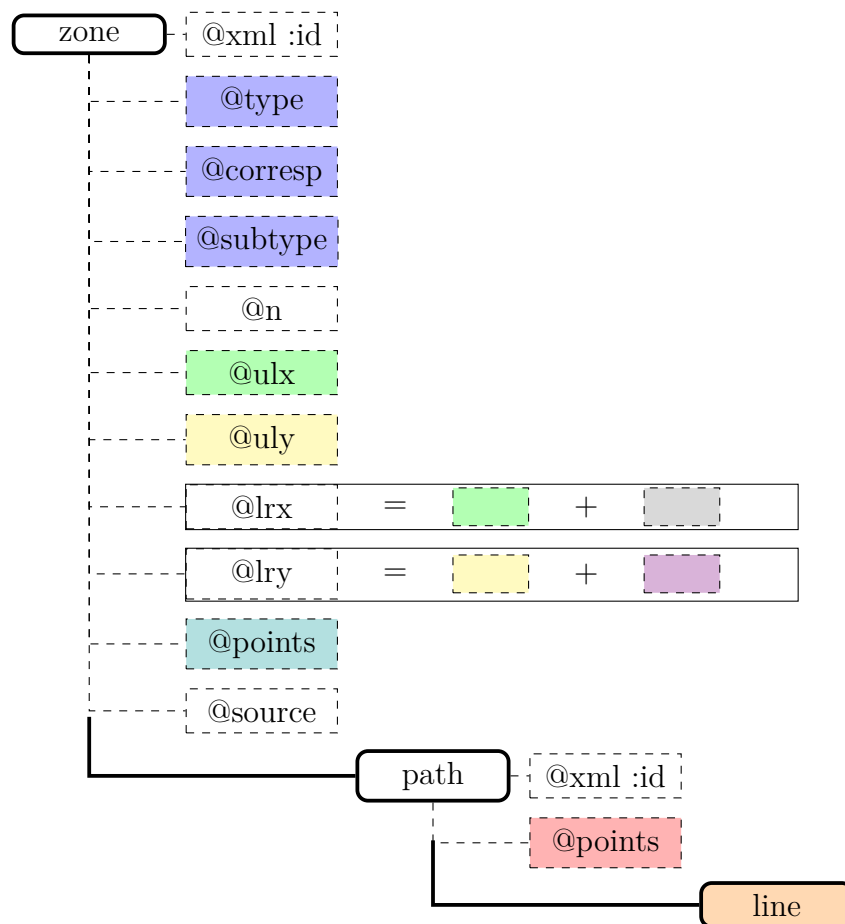 zone @xml :id
@type
@corresp
@subtype
@n
@ulx
@uly
@lrx = +
@lry = +
@points
@source
path @xml :id
@points
line